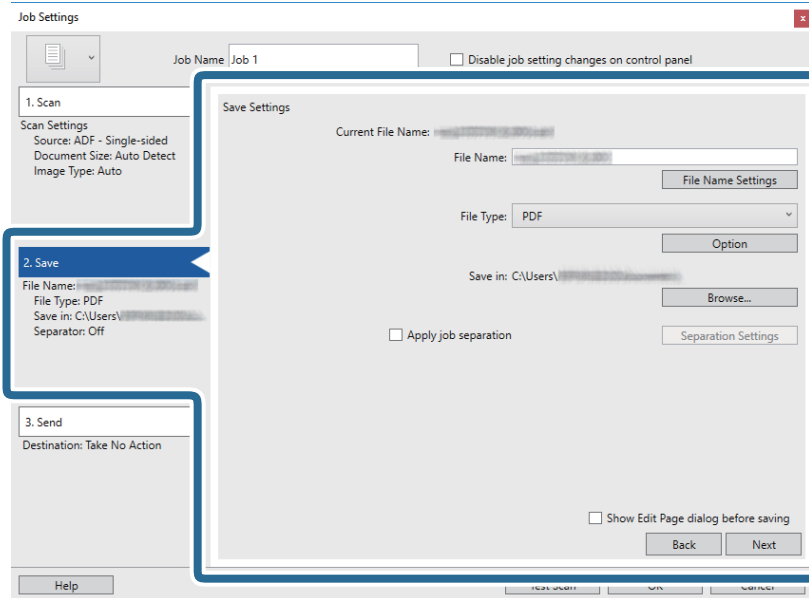 Job Settings
Job Name Job 1
Disable job setting changes on control panel
1. Scan
Scan Settings
Source: ADF - Single-sided
Document Size: Auto Detect
Image Type: Auto
2. Save
File Name:
File Type: PDF
Save in: C:\Users\
Separator: Off
3. Send
Destination: Take No Action
Save Settings
Current File Name:
File Name:
File Name Settings
File Type: PDF
Option
Save in: C:\Users\
Browse...
Apply job separation
Separation Settings
Show Edit Page dialog before saving
Back Next
Help Test Scan OK Cancel